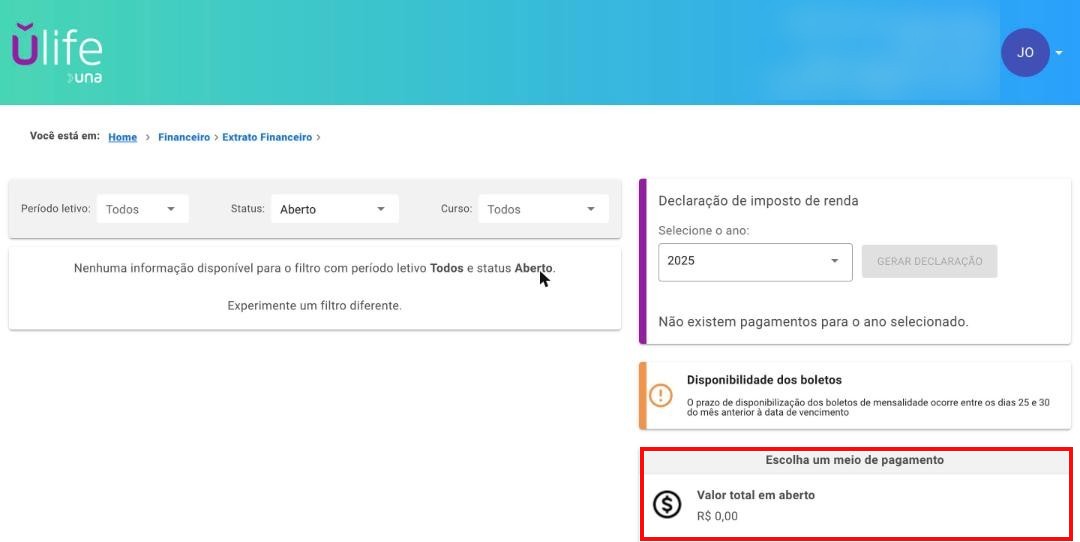 Ulife
una
JO
Você está em: Home > Financeiro > Extrato Financeiro >
Período letivo: Todos Status: Aberto Curso: Todos
Nenhuma informação disponível para o filtro com período letivo Todos e status Aberto.
Experimente um filtro diferente.
Declaração de imposto de renda
Selecione o ano:
2025 GERAR DECLARAÇÃO
Não existem pagamentos para o ano selecionado.
Disponibilidade dos boletos
O prazo de disponibilização dos boletos de mensalidade ocorre entre os dias 25 e 30
do mês anterior à data de vencimento
Escolha um meio de pagamento
Valor total em aberto
R$ 0,00